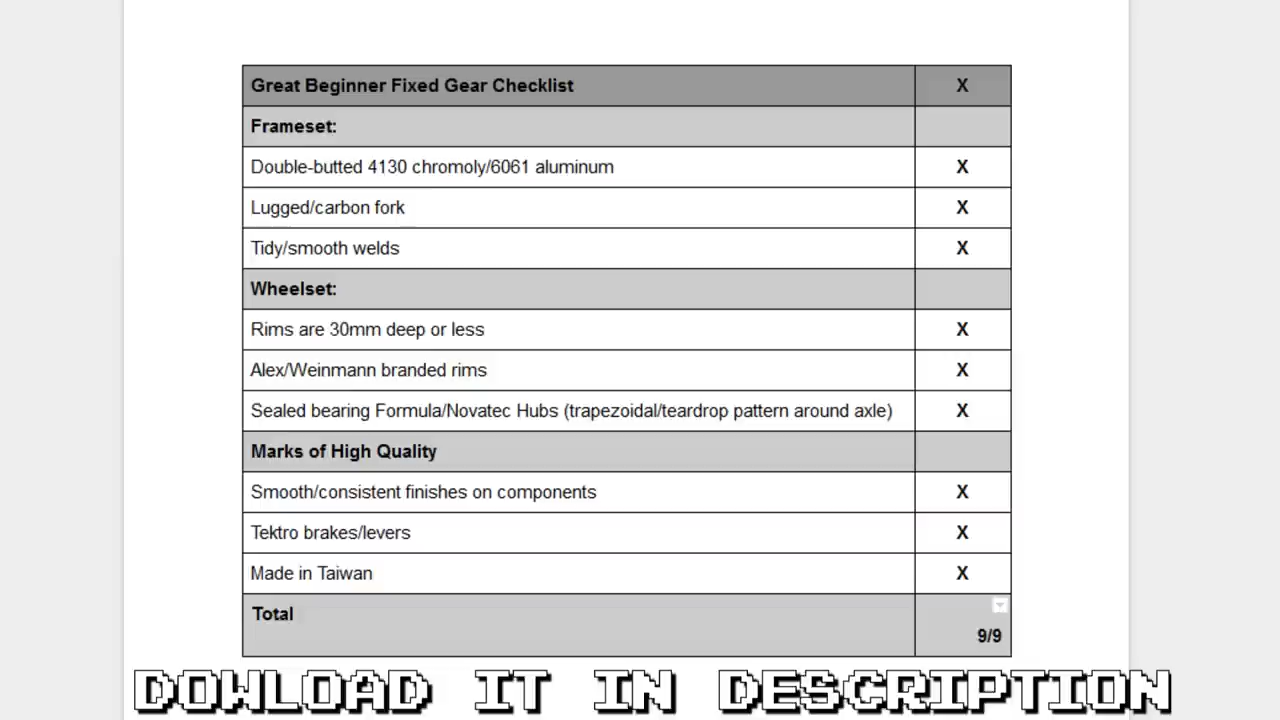 Great Beginner Fixed Gear Checklist X
Frameset:
Double-butted 4130 chromoly/6061 aluminum X
Lugged/carbon fork X
Tidy/smooth welds X
Wheelset:
Rims are 30mm deep or less X
Alex/Weinmann branded rims X
Sealed bearing Formula/Novatec Hubs (trapezoidal/teardrop pattern around axle) X
Marks of High Quality
Smooth/consistent finishes on components X
Tektro brakes/levers X
Made in Taiwan X
Total
9/9
DOWLOAD IT IN DESCRIPTION